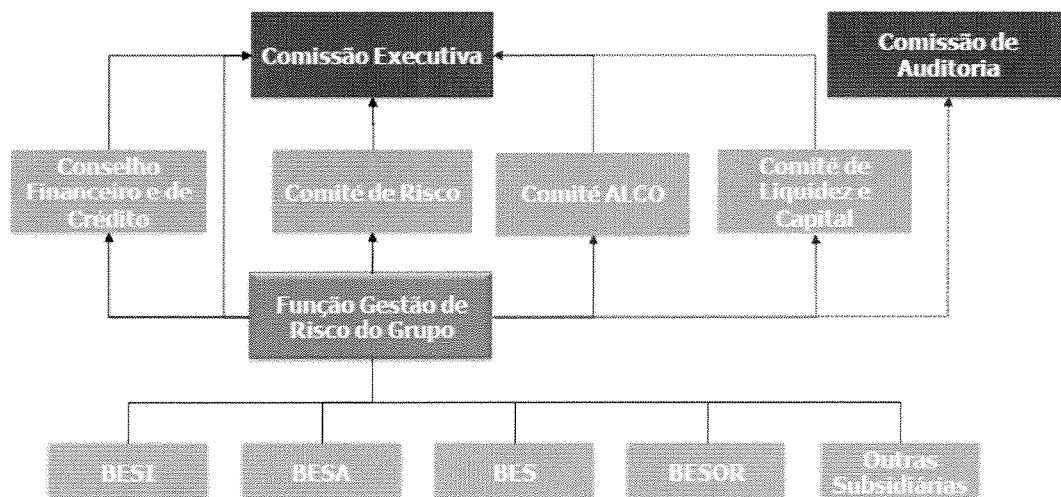 Comissão Executiva
Comissão de
Auditoria
Conselho
Financeiro e de
Crédito
Comité de Risco
Comité ALCO
Comité de
Liquidez e
Capital
Função Gestão de
Risco do Grupo
BESI
BESA
BES
BESOR
Outras
Subsidiárias